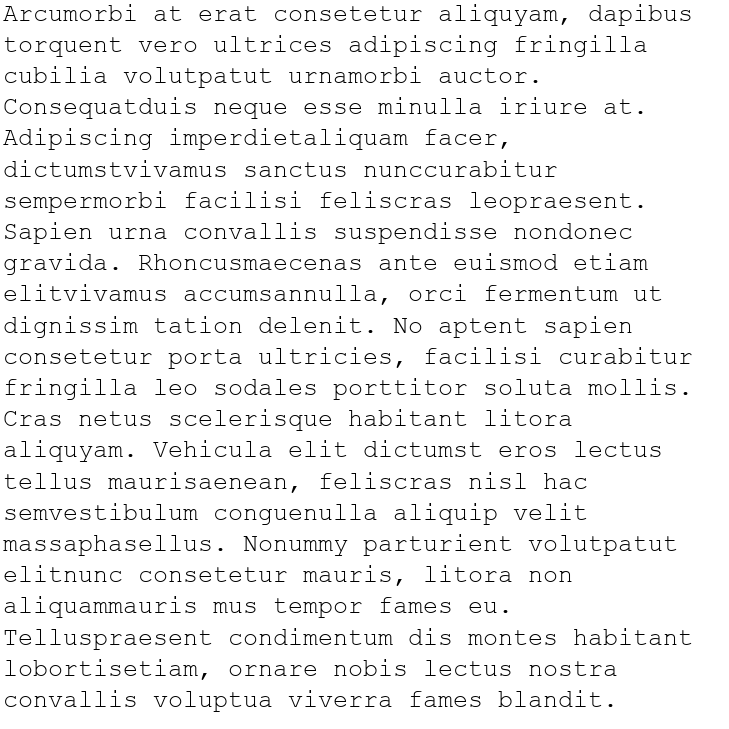 Arcumorbi at erat consetetur aliquyam, dapibus
torquent vero ultrices adipiscing fringilla
cubilia volutpatut urnamorbi auctor.
Consequatduis neque esse minulla iriure at.
Adipiscing imperdietaliquam facer,
dictumstvivamus sanctus nunccurabitur
sempermorbi facilisi feliscras leopraesent.
Sapien urna convallis suspendisse nondonec
gravida. Rhoncusmaecenas ante euismod etiam
elitvivamus accumsannulla, orci fermentum ut
dignissim tation delenit. No aptent sapien
consetetur porta ultricies, facilisi curabitur
fringilla leo sodales porttitor soluta mollis.
Cras netus scelerisque habitant litora
aliquyam. Vehicula elit dictumst eros lectus
tellus maurisaenean, feliscras nisl hac
semvestibulum conguenulla aliquip velit
massaphasellus. Nonummy parturient volutpatut
elitnunc consetetur mauris, litora non
aliquammauris mus tempor fames eu.
Telluspraesent condimentum dis montes habitant
lobortisetiam, ornare nobis lectus nostra
convallis voluptua viverra fames blandit.